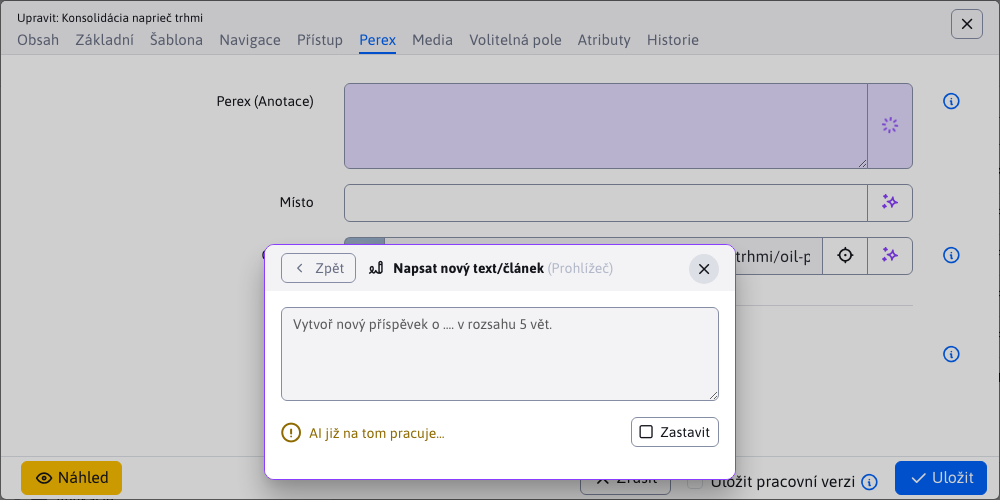 Upravit: Konsolidácia naprieč trhmi
Obsah Základní Šablona Navigace Přístup Perex Media Volitelná pole Atributy Historie
Perex (Anotace)
Místo
trhmi/oil-p
Zpět Napsat nový text/článek (Prohlížeč)
Vytvoř nový příspěvek o .... v rozsahu 5 vět.
AI již na tom pracuje...
Zastavit
Náhled
Zrušit
Uložit pracovní verzi
Uložit